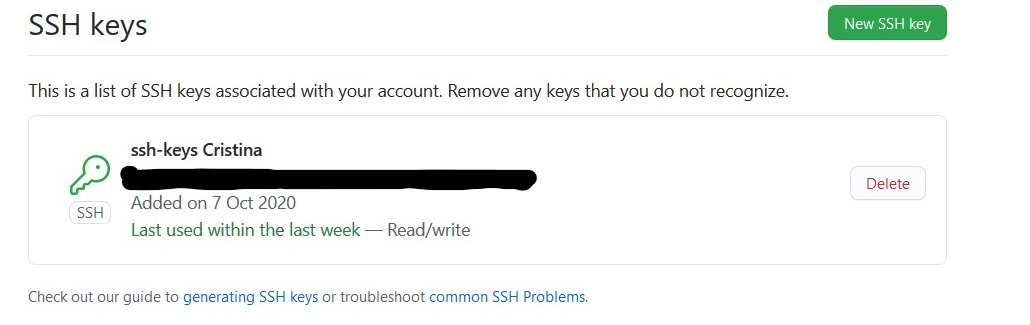 SSH keys
New SSH key
This is a list of SSH keys associated with your account. Remove any keys that you do not recognize.
ssh-keys Cristina
Delete
SSH
Added on 7 Oct 2020
Last used within the last week — Read/write
Check out our guide to generating SSH keys or troubleshoot common SSH Problems.